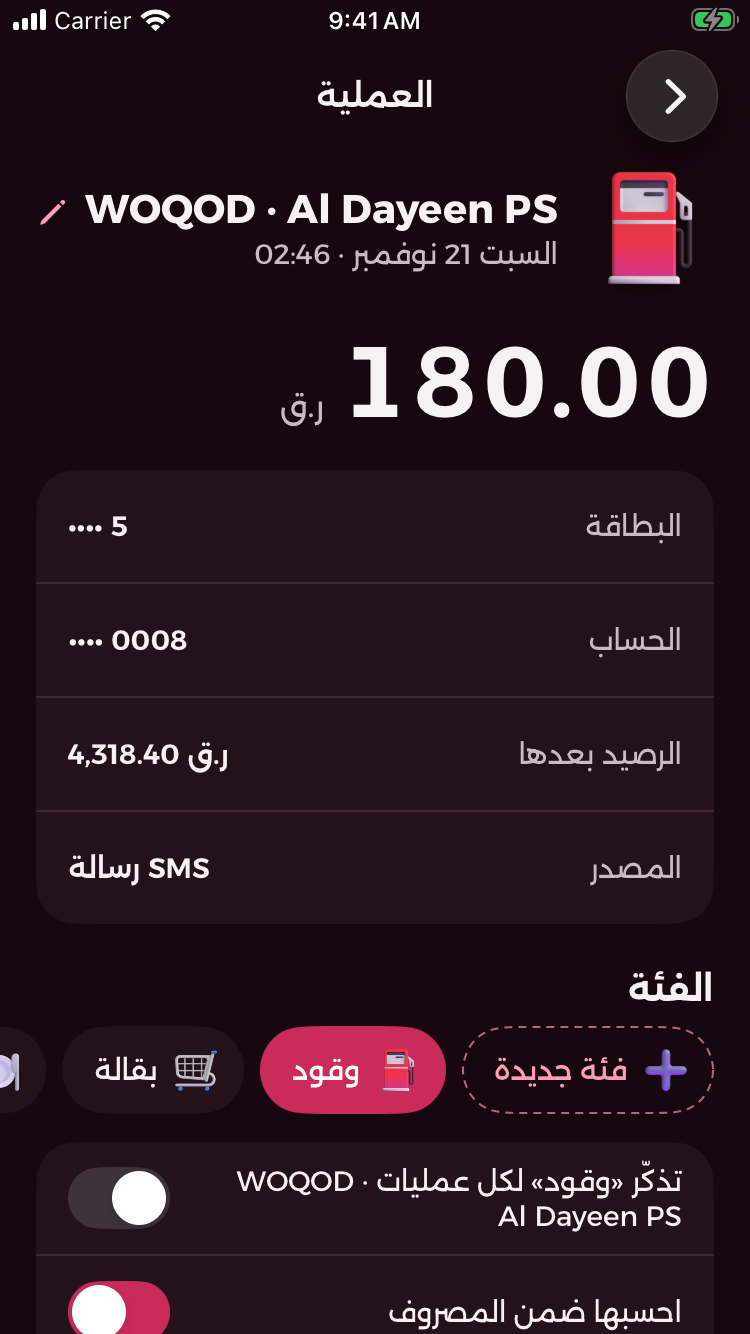 Carrier 9:41 AM
العملية
WOQOD · Al Dayeen PS
السبت 21 نوفمبر · 02:46
180.00 ر.ق
البطاقة •••• 5
الحساب •••• 0008
الرصيد بعدها ر.ق 4,318.40
المصدر رسالة SMS
الفئة
فئة جديدة وقود بقالة
تذكّر «وقود» لكل عمليات WOQOD ·
Al Dayeen PS
احسبها ضمن المصروف